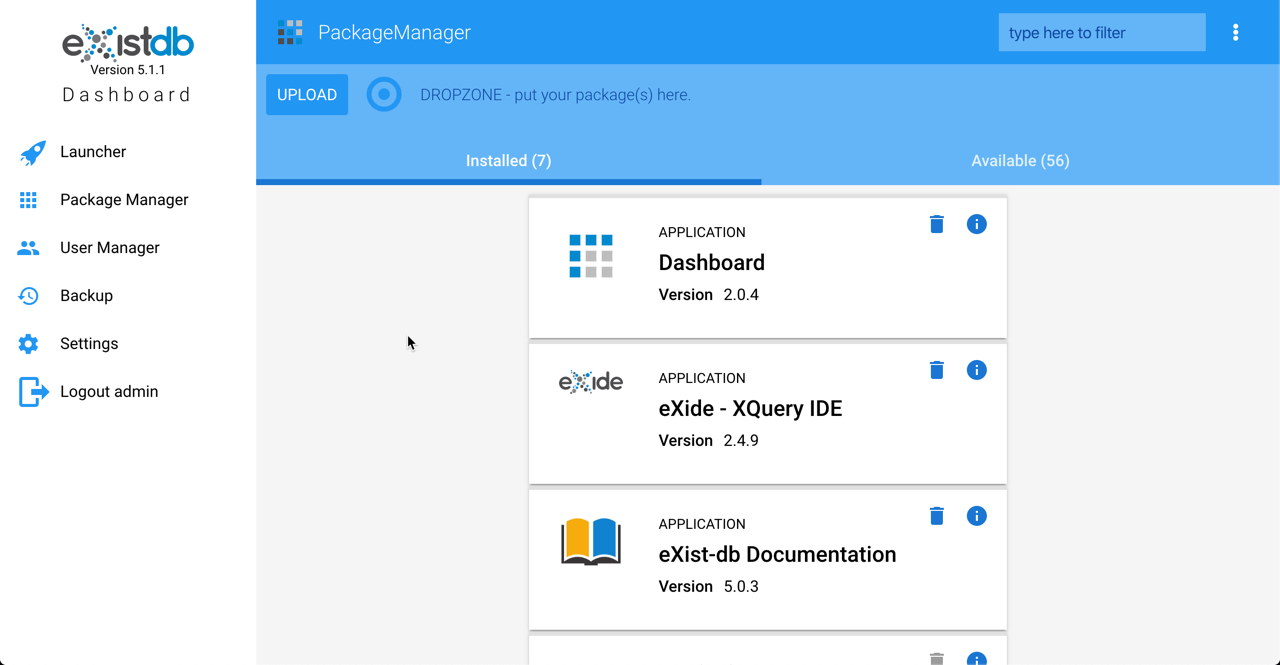 eXistdb
Version 5.1.1
Dashboard
Launcher
Package Manager
User Manager
Backup
Settings
Logout admin
PackageManager
type here to filter
UPLOAD
DROPZONE - put your package(s) here.
Installed (7)
Available (56)
APPLICATION
Dashboard
Version 2.0.4
eXide
APPLICATION
eXide - XQuery IDE
Version 2.4.9
APPLICATION
eXist-db Documentation
Version 5.0.3